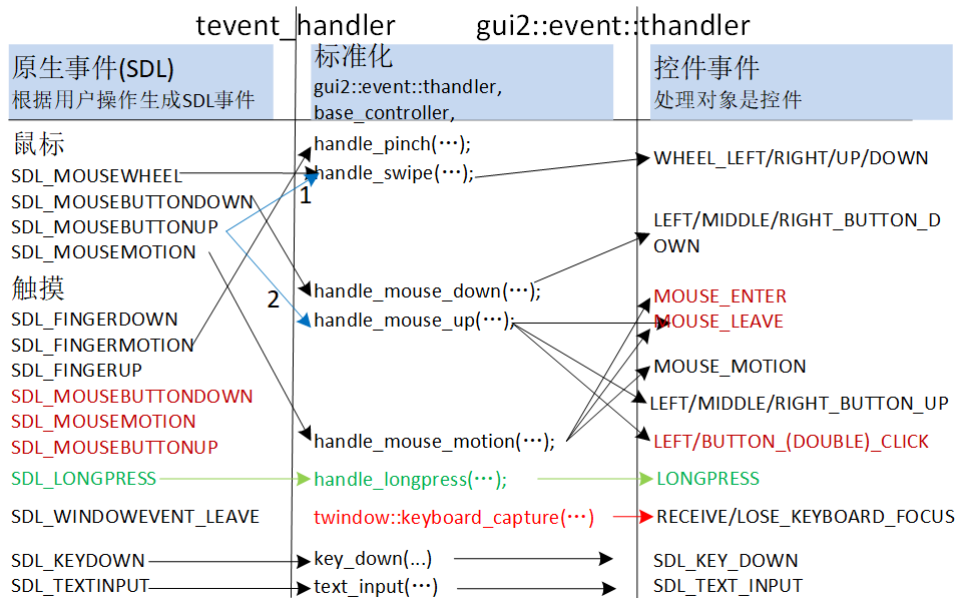 tevent_handler
gui2::event::thandler
原生事件(SDL)
根据用户操作生成SDL事件
标准化
gui2::event::thandler,
base_controller,
控件事件
处理对象是控件
鼠标
SDL_MOUSEWHEEL
SDL_MOUSEBUTTONDOWN
SDL_MOUSEBUTTONUP
SDL_MOUSEMOTION
触摸
SDL_FINGERDOWN
SDL_FINGERMOTION
SDL_FINGERUP
SDL_MOUSEBUTTONDOWN
SDL_MOUSEMOTION
SDL_MOUSEBUTTONUP
SDL_LONGPRESS
SDL_WINDOWEVENT_LEAVE
SDL_KEYDOWN
SDL_TEXTINPUT
1
2
handle_pinch(…);
handle_swipe(…);
handle_mouse_down(…);
handle_mouse_up(…);
handle_mouse_motion(…);
handle_longpress(…);
twindow::keyboard_capture(…)
key_down(...)
text_input(…)
WHEEL_LEFT/RIGHT/UP/DOWN
LEFT/MIDDLE/RIGHT_BUTTON_D
OWN
MOUSE_ENTER
MOUSE_LEAVE
MOUSE_MOTION
LEFT/MIDDLE/RIGHT_BUTTON_UP
LEFT/BUTTON_(DOUBLE)_CLICK
LONGPRESS
RECEIVE/LOSE_KEYBOARD_FOCUS
SDL_KEY_DOWN
SDL_TEXT_INPUT